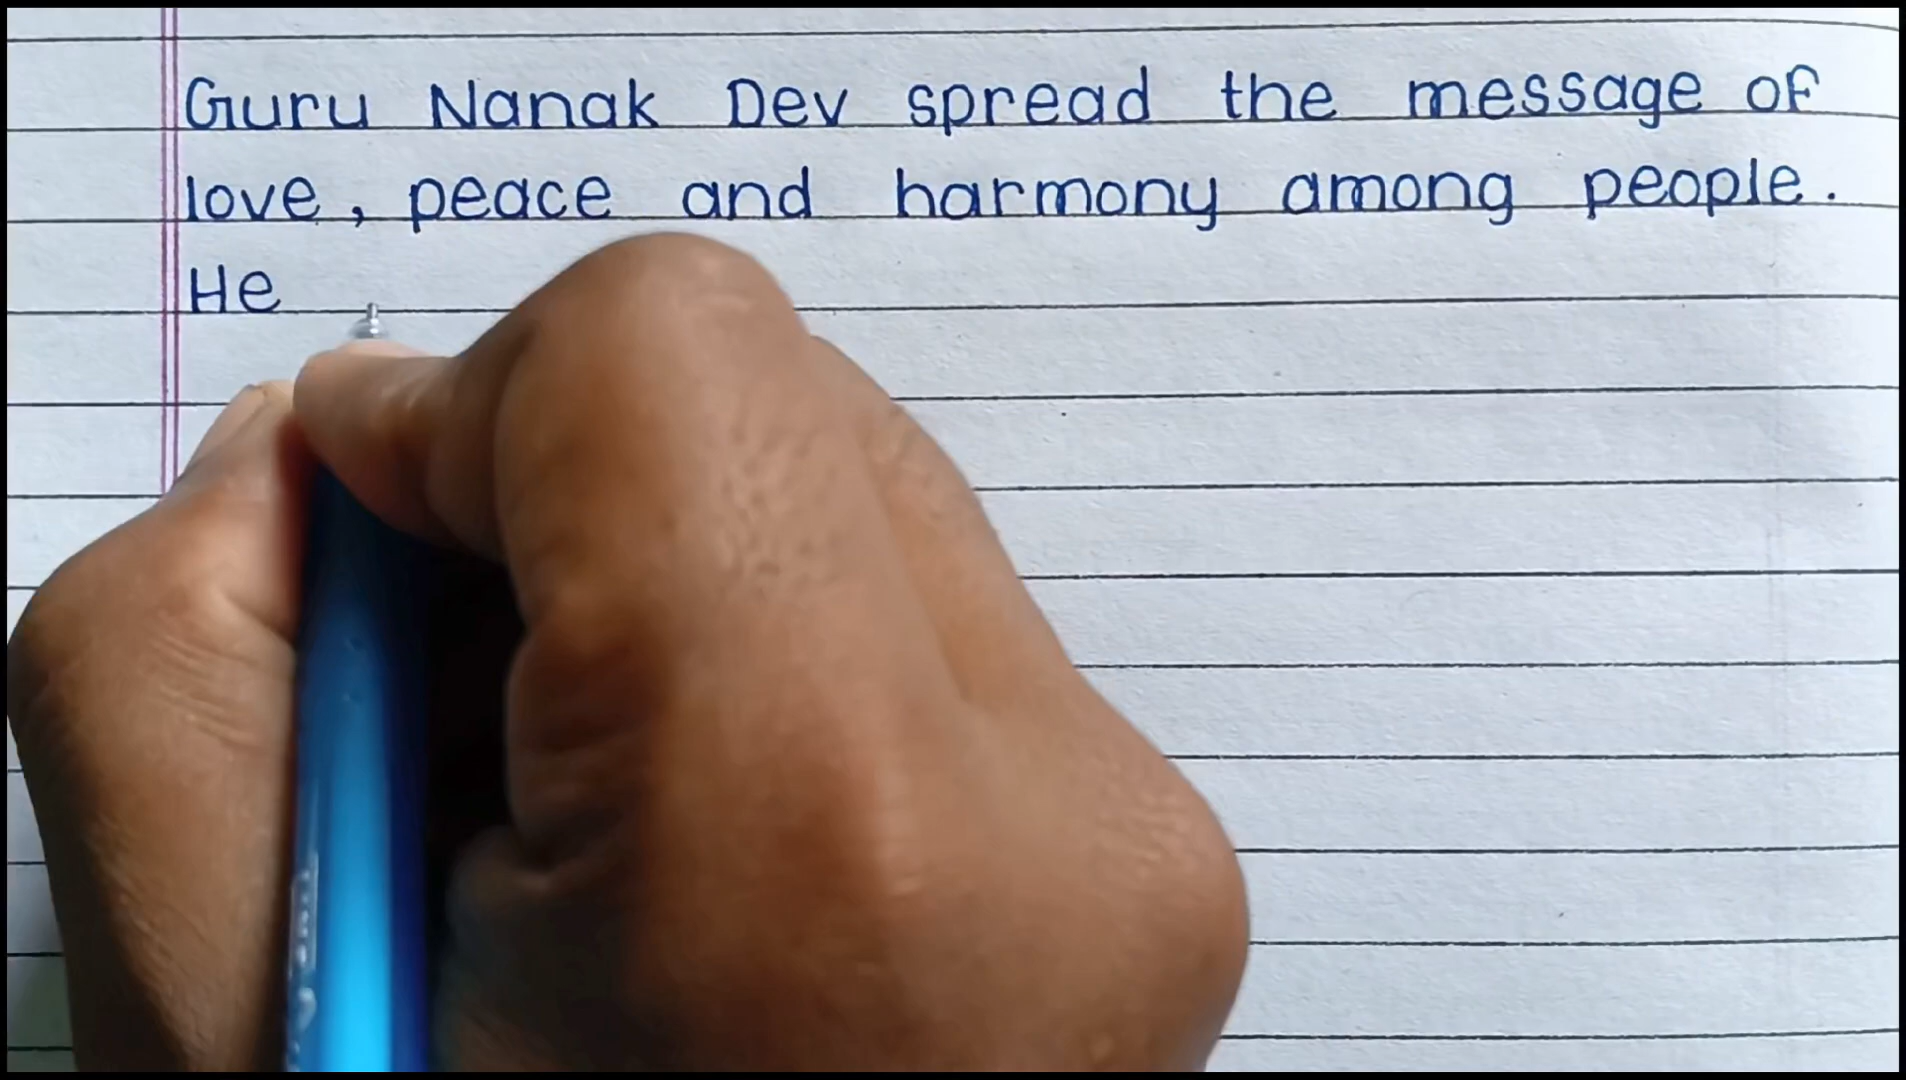 Guru Nanak Dev spread the message of
love, peace and harmony among people.
He